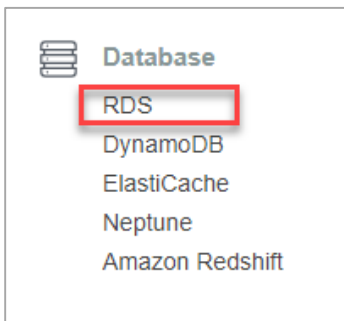 Database
RDS
DynamoDB
ElastiCache
Neptune
Amazon Redshift